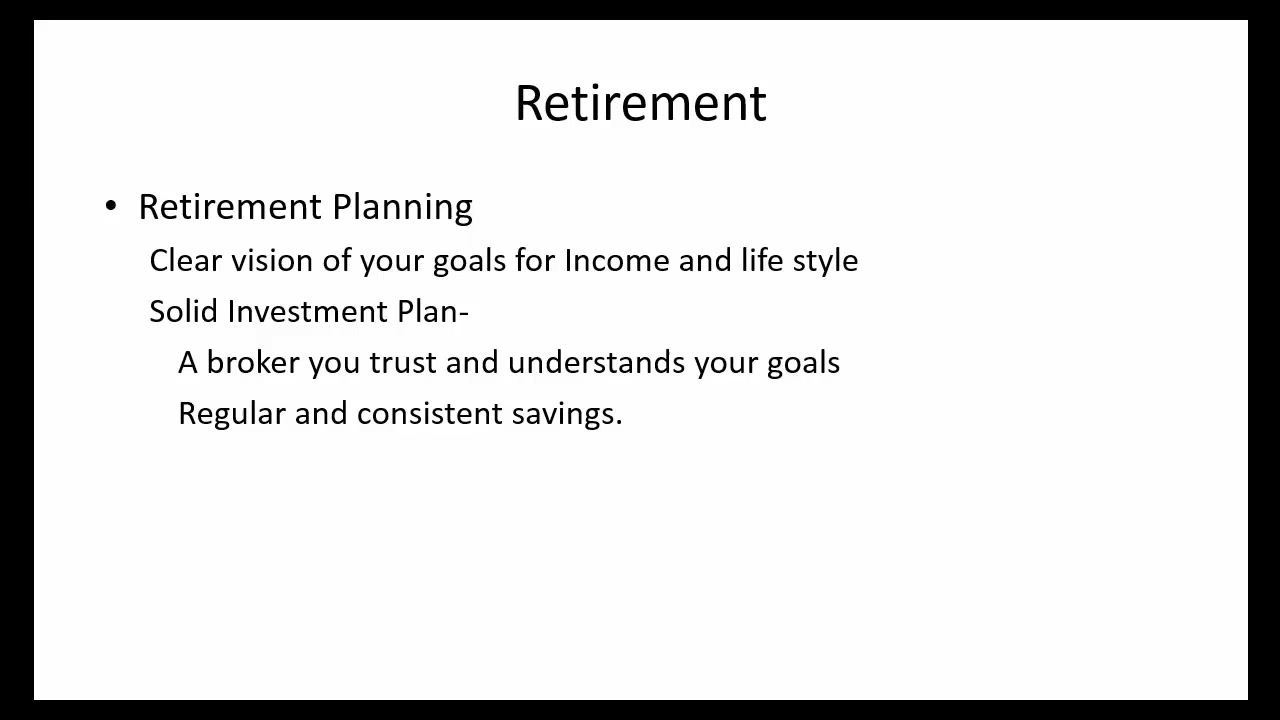 Retirement
• Retirement Planning
Clear vision of your goals for Income and life style
Solid Investment Plan-
A broker you trust and understands your goals
Regular and consistent savings.